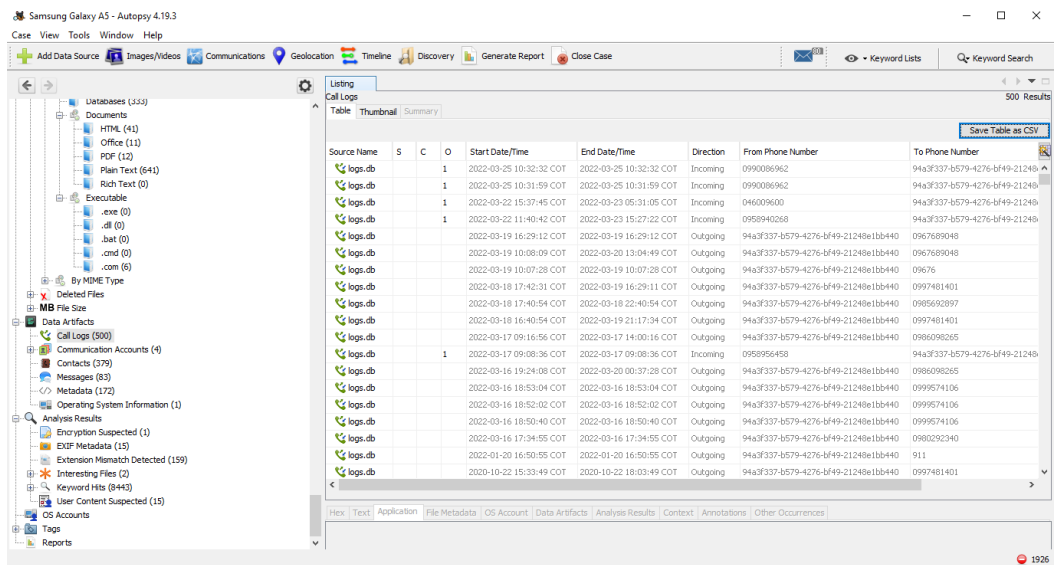 Samsung Galaxy A5 - Autopsy 4.19.3
Case View Tools Window Help
Add Data Source Images/Videos Communications Geolocation Timeline Discovery Generate Report Close Case Keyword Lists Keyword Search
Databases (333)
Documents
HTML (41)
Office (11)
PDF (12)
Plain Text (641)
Rich Text (0)
Executable
.exe (0)
.dll (0)
.bat (0)
.cmd (0)
.com (6)
By MIME Type
Deleted Files
MB File Size
Data Artifacts
Call Logs (500)
Communication Accounts (4)
Contacts (379)
Messages (83)
Metadata (172)
Operating System Information (1)
Analysis Results
Encryption Suspected (1)
EXIF Metadata (15)
Extension Mismatch Detected (159)
Interesting Files (2)
Keyword Hits (8443)
User Content Suspected (15)
OS Accounts
Tags
Reports
Listing
Call Logs 500 Results
Table Thumbnail Summary
Save Table as CSV
Source Name S C O Start Date/Time End Date/Time Direction From Phone Number To Phone Number
logs.db 1 2022-03-25 10:32:32 COT 2022-03-25 10:32:32 COT Incoming 0990086962 94a3f337-b579-4276-bf49-21248
logs.db 1 2022-03-25 10:31:59 COT 2022-03-25 10:31:59 COT Incoming 0990086962 94a3f337-b579-4276-bf49-21248
logs.db 1 2022-03-22 15:37:45 COT 2022-03-23 05:31:05 COT Incoming 046009600 94a3f337-b579-4276-bf49-21248
logs.db 1 2022-03-22 11:40:42 COT 2022-03-23 15:27:22 COT Incoming 0958940268 94a3f337-b579-4276-bf49-21248
logs.db 2022-03-19 16:29:12 COT 2022-03-19 16:29:12 COT Outgoing 94a3f337-b579-4276-bf49-21248e1bb440 0967689048
logs.db 2022-03-19 10:08:09 COT 2022-03-20 13:04:49 COT Outgoing 94a3f337-b579-4276-bf49-21248e1bb440 0967689048
logs.db 2022-03-19 10:07:28 COT 2022-03-19 10:07:28 COT Outgoing 94a3f337-b579-4276-bf49-21248e1bb440 09676
logs.db 2022-03-18 17:42:31 COT 2022-03-19 16:29:11 COT Outgoing 94a3f337-b579-4276-bf49-21248e1bb440 0997481401
logs.db 2022-03-18 17:40:54 COT 2022-03-18 22:40:54 COT Outgoing 94a3f337-b579-4276-bf49-21248e1bb440 0985692897
logs.db 2022-03-18 16:40:54 COT 2022-03-19 21:17:34 COT Outgoing 94a3f337-b579-4276-bf49-21248e1bb440 0997481401
logs.db 2022-03-17 09:16:56 COT 2022-03-17 14:00:16 COT Outgoing 94a3f337-b579-4276-bf49-21248e1bb440 0986098265
logs.db 1 2022-03-17 09:08:36 COT 2022-03-17 09:08:36 COT Incoming 0958956458 94a3f337-b579-4276-bf49-21248
logs.db 2022-03-16 19:24:08 COT 2022-03-20 00:37:28 COT Outgoing 94a3f337-b579-4276-bf49-21248e1bb440 0986098265
logs.db 2022-03-16 18:53:04 COT 2022-03-16 18:53:04 COT Outgoing 94a3f337-b579-4276-bf49-21248e1bb440 0999574106
logs.db 2022-03-16 18:52:02 COT 2022-03-16 18:52:02 COT Outgoing 94a3f337-b579-4276-bf49-21248e1bb440 0999574106
logs.db 2022-03-16 18:50:40 COT 2022-03-16 18:50:40 COT Outgoing 94a3f337-b579-4276-bf49-21248e1bb440 0999574106
logs.db 2022-03-16 17:34:55 COT 2022-03-16 17:34:55 COT Outgoing 94a3f337-b579-4276-bf49-21248e1bb440 0980292340
logs.db 2022-01-20 16:50:55 COT 2022-01-20 16:50:55 COT Outgoing 94a3f337-b579-4276-bf49-21248e1bb440 911
logs.db 2020-10-22 15:33:49 COT 2020-10-22 18:03:49 COT Outgoing 94a3f337-b579-4276-bf49-21248e1bb440 0997481401
Hex Text Application File Metadata OS Account Data Artifacts Analysis Results Context Annotations Other Occurrences
1926